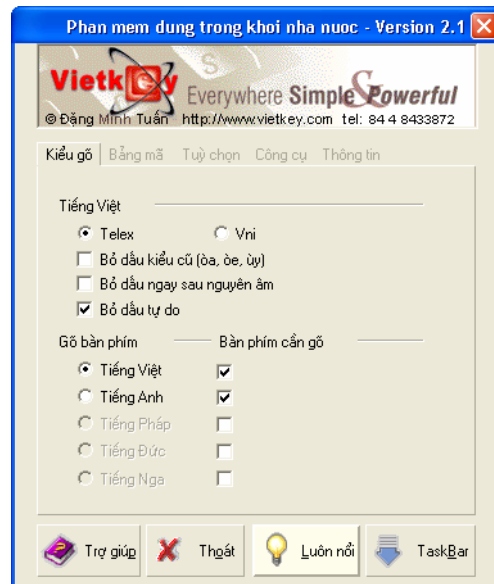 Phan mem dung trong khoi nha nuoc - Version 2.1
Vietkey Everywhere Simple & Powerful
© Đặng Minh Tuấn http://www.vietkey.com tel: 84 4 8433872
Kiểu gõ Bảng mã Tuỳ chọn Công cụ Thông tin
Tiếng Việt
Telex Vni
Bỏ dấu kiểu cũ (òa, òe, ùy)
Bỏ dấu ngay sau nguyên âm
Bỏ dấu tự do
Gõ bàn phím Bàn phím cần gõ
Tiếng Việt
Tiếng Anh
Tiếng Pháp
Tiếng Đức
Tiếng Nga
Trợ giúp Thoát Luôn nổi TaskBar